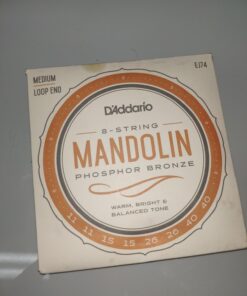 MEDIUM
LOOP END
EJ74
D'Addario
8-STRING
MANDOLIN
PHOSPHOR BRONZE
WARM, BRIGHT &
BALANCED TONE
11 11 15 15 26 26 40 40